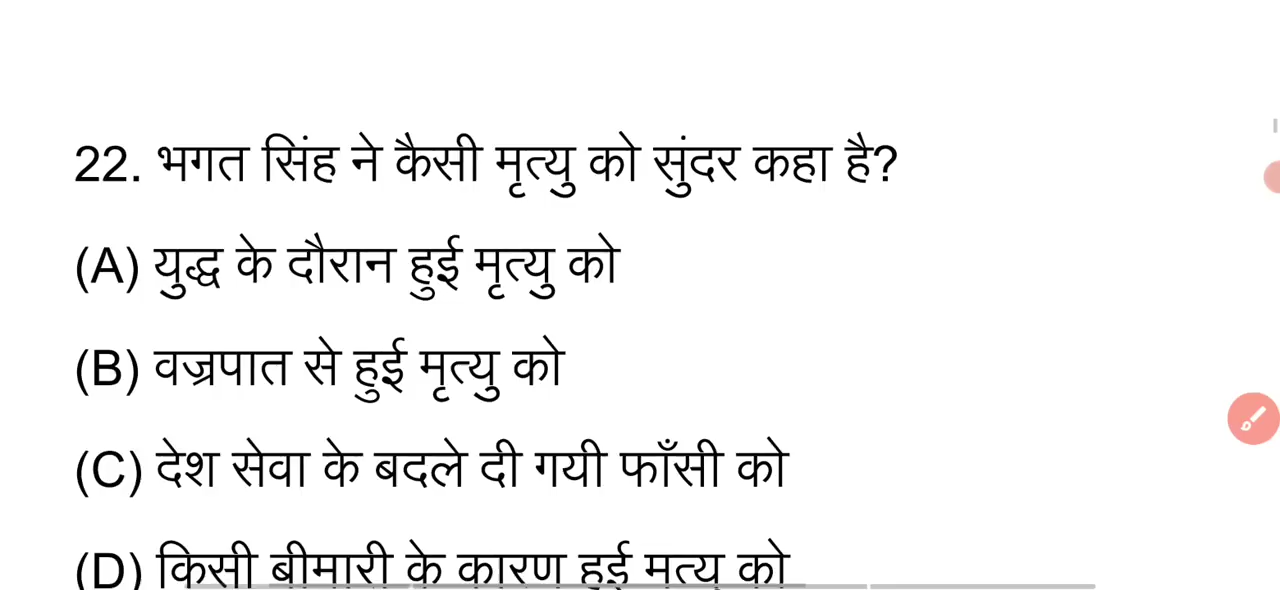 22. भगत सिंह ने कैसी मृत्यु को सुंदर कहा है?
(A) युद्ध के दौरान हुई मृत्यु को
(B) वज्रपात से हुई मृत्यु को
(C) देश सेवा के बदले दी गयी फाँसी को
(D) किसी बीमारी के कारण हुई मृत्यु को